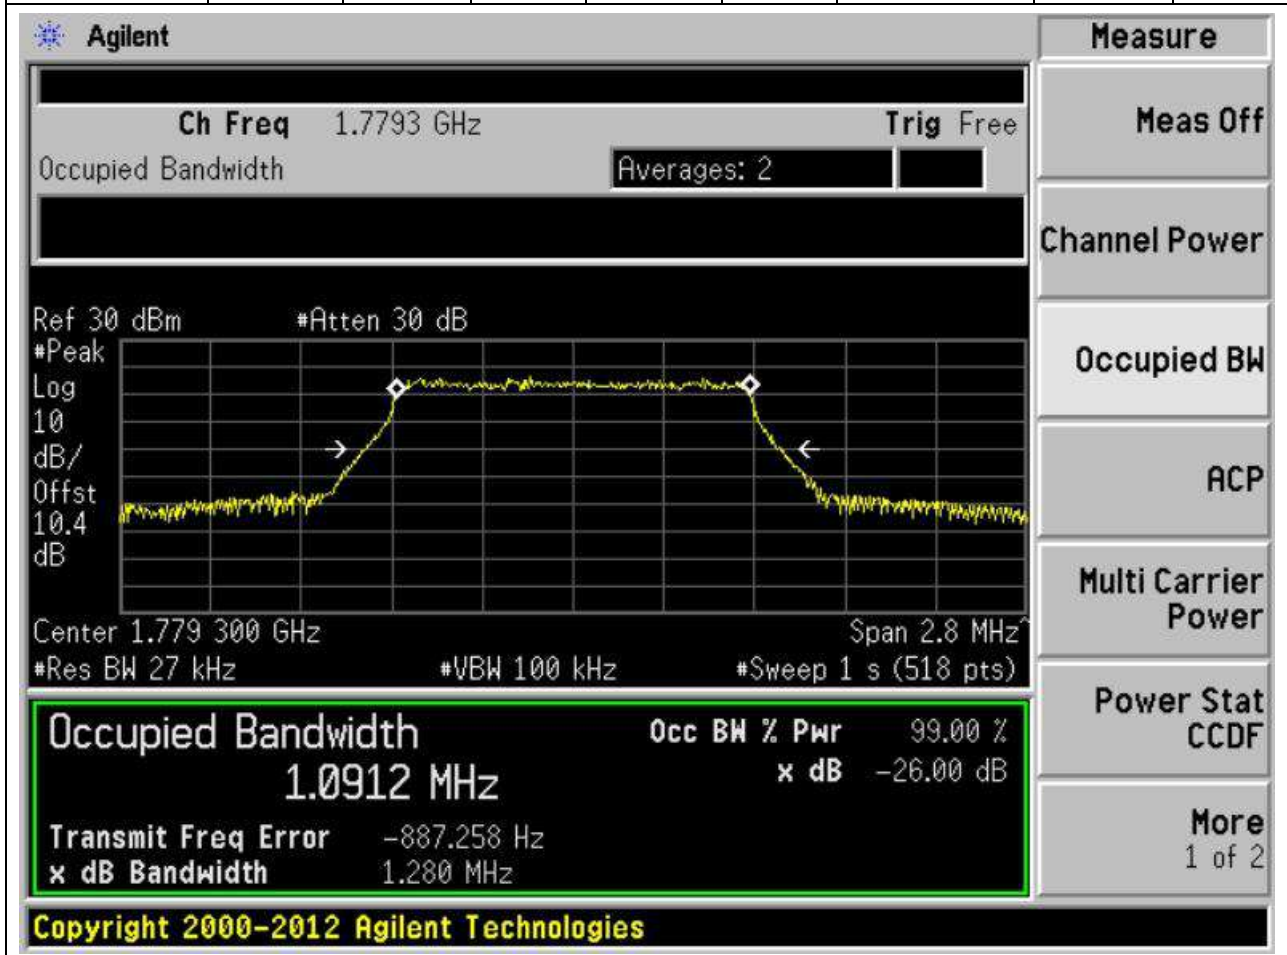 Agilent
Measure
Ch Freq 1.7793 GHz Trig Free
Occupied Bandwidth Averages: 2
Ref 30 dBm #Atten 30 dB
#Peak
Log
10
dB/
Offst
10.4
dB
Center 1.779 300 GHz Span 2.8 MHz^
#Res BW 27 kHz #VBW 100 kHz #Sweep 1 s (518 pts)
Occupied Bandwidth Occ BW % Pwr 99.00 %
1.0912 MHz x dB -26.00 dB
Transmit Freq Error -887.258 Hz
x dB Bandwidth 1.280 MHz
Meas Off
Channel Power
Occupied BW
ACP
Multi Carrier
Power
Power Stat
CCDF
More
1 of 2
Copyright 2000-2012 Agilent Technologies